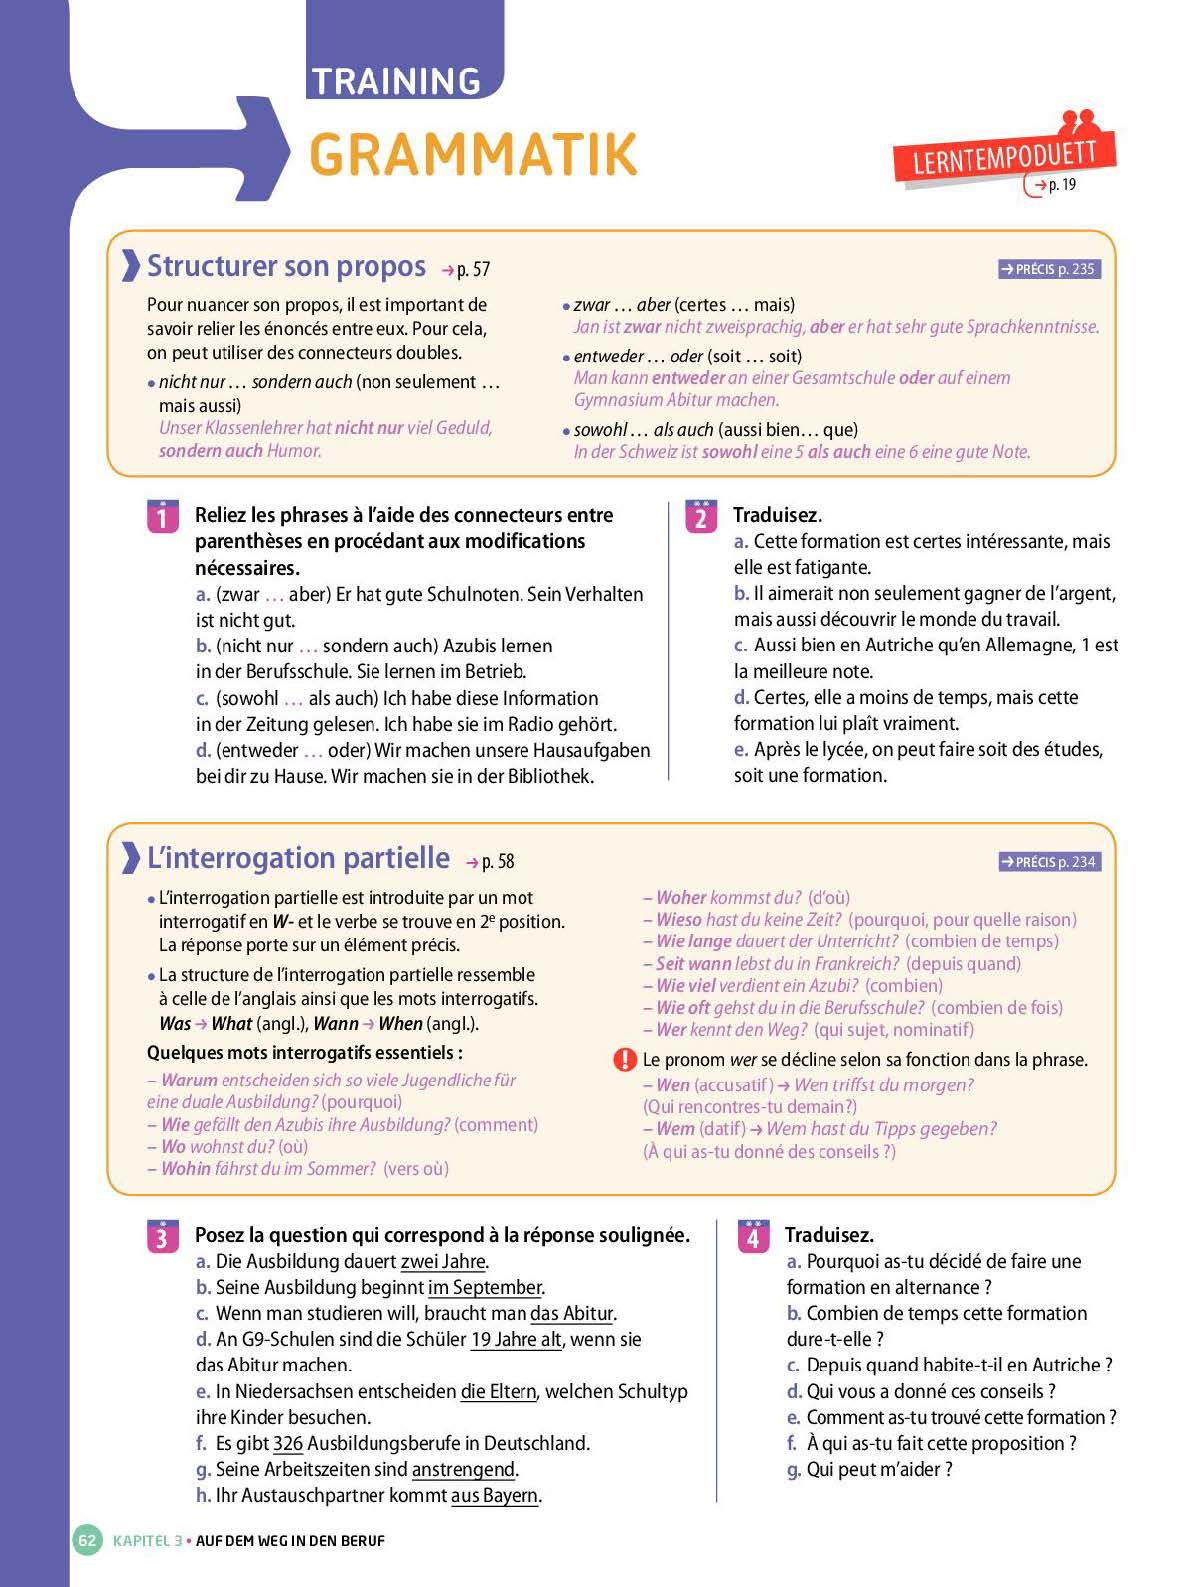 TRAINING
GRAMMATIK
LERNTEMPODUETT
→ p. 19
Structurer son propos → p. 57
→ PRÉCIS p. 235
Pour nuancer son propos, il est important de
savoir relier les énoncés entre eux. Pour cela,
on peut utiliser des connecteurs doubles.
• nicht nur … sondern auch (non seulement …
mais aussi)
Unser Klassenlehrer hat nicht nur viel Geduld,
sondern auch Humor.
• zwar … aber (certes … mais)
Jan ist zwar nicht zweisprachig, aber er hat sehr gute Sprachkenntnisse.
• entweder … oder (soit … soit)
Man kann entweder an einer Gesamtschule oder auf einem
Gymnasium Abitur machen.
• sowohl … als auch (aussi bien… que)
In der Schweiz ist sowohl eine 5 als auch eine 6 eine gute Note.
1 Reliez les phrases à l'aide des connecteurs entre
parenthèses en procédant aux modifications
nécessaires.
a. (zwar … aber) Er hat gute Schulnoten. Sein Verhalten
ist nicht gut.
b. (nicht nur … sondern auch) Azubis lernen
in der Berufsschule. Sie lernen im Betrieb.
c. (sowohl … als auch) Ich habe diese Information
in der Zeitung gelesen. Ich habe sie im Radio gehört.
d. (entweder … oder) Wir machen unsere Hausaufgaben
bei dir zu Hause. Wir machen sie in der Bibliothek.
2 Traduisez.
a. Cette formation est certes intéressante, mais
elle est fatigante.
b. Il aimerait non seulement gagner de l'argent,
mais aussi découvrir le monde du travail.
c. Aussi bien en Autriche qu'en Allemagne, 1 est
la meilleure note.
d. Certes, elle a moins de temps, mais cette
formation lui plaît vraiment.
e. Après le lycée, on peut faire soit des études,
soit une formation.
L'interrogation partielle → p. 58
→ PRÉCIS p. 234
• L'interrogation partielle est introduite par un mot
interrogatif en W- et le verbe se trouve en 2e position.
La réponse porte sur un élément précis.
• La structure de l'interrogation partielle ressemble
à celle de l'anglais ainsi que les mots interrogatifs.
Was → What (angl.), Wann → When (angl.).
Quelques mots interrogatifs essentiels :
– Warum entscheiden sich so viele Jugendliche für
eine duale Ausbildung? (pourquoi)
– Wie gefällt den Azubis ihre Ausbildung? (comment)
– Wo wohnst du? (où)
– Wohin fährst du im Sommer? (vers où)
– Woher kommst du? (d'où)
– Wieso hast du keine Zeit? (pourquoi, pour quelle raison)
– Wie lange dauert der Unterricht? (combien de temps)
– Seit wann lebst du in Frankreich? (depuis quand)
– Wie viel verdient ein Azubi? (combien)
– Wie oft gehst du in die Berufsschule? (combien de fois)
– Wer kennt den Weg? (qui sujet, nominatif)
! Le pronom wer se décline selon sa fonction dans la phrase.
– Wen (accusatif) → Wen triffst du morgen?
(Qui rencontres-tu demain?)
– Wem (datif) → Wem hast du Tipps gegeben?
(À qui as-tu donné des conseils ?)
3 Posez la question qui correspond à la réponse soulignée.
a. Die Ausbildung dauert zwei Jahre.
b. Seine Ausbildung beginnt im September.
c. Wenn man studieren will, braucht man das Abitur.
d. An G9-Schulen sind die Schüler 19 Jahre alt, wenn sie
das Abitur machen.
e. In Niedersachsen entscheiden die Eltern, welchen Schultyp
ihre Kinder besuchen.
f. Es gibt 326 Ausbildungsberufe in Deutschland.
g. Seine Arbeitszeiten sind anstrengend.
h. Ihr Austauschpartner kommt aus Bayern.
4 Traduisez.
a. Pourquoi as-tu décidé de faire une
formation en alternance ?
b. Combien de temps cette formation
dure-t-elle ?
c. Depuis quand habite-t-il en Autriche ?
d. Qui vous a donné ces conseils ?
e. Comment as-tu trouvé cette formation ?
f. À qui as-tu fait cette proposition ?
g. Qui peut m'aider ?
62 KAPITEL 3 • AUF DEM WEG IN DEN BERUF